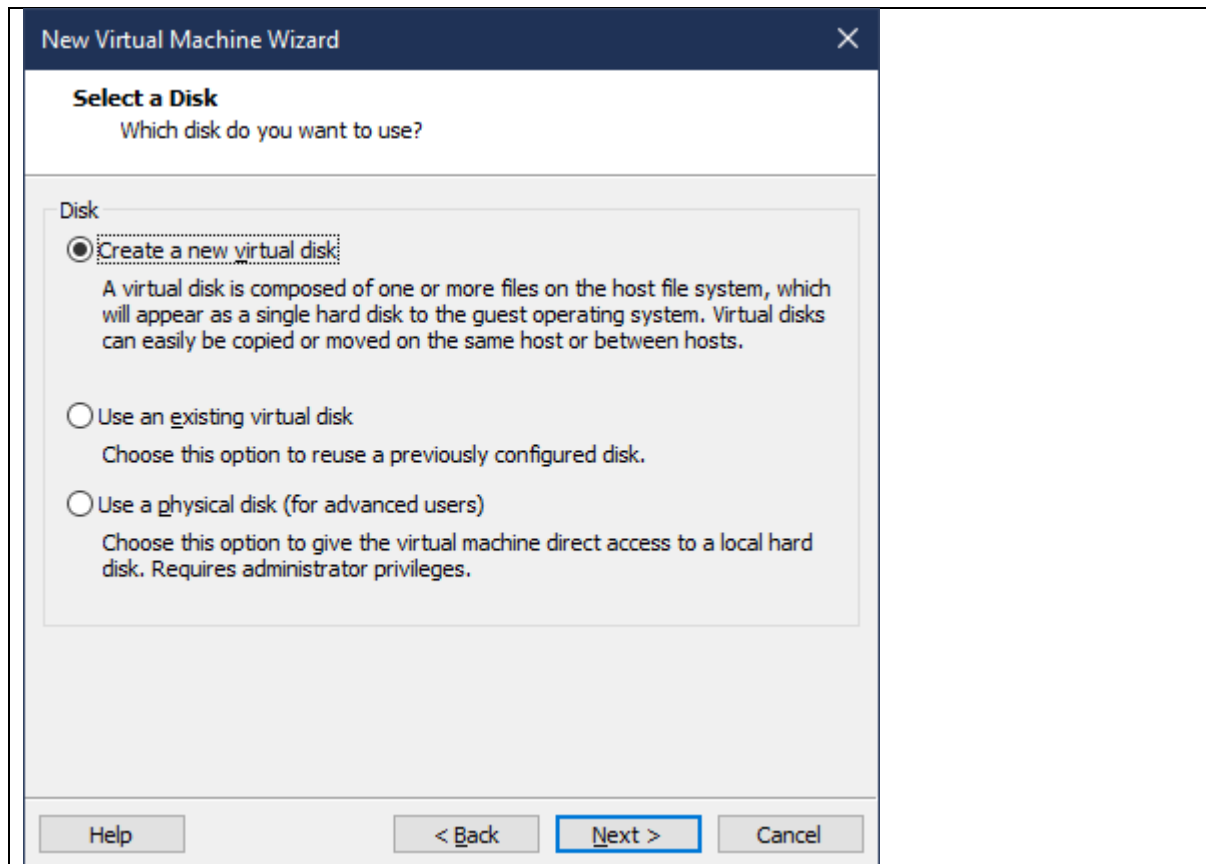 New Virtual Machine Wizard
Select a Disk
Which disk do you want to use?
Disk
Create a new virtual disk
A virtual disk is composed of one or more files on the host file system, which
will appear as a single hard disk to the guest operating system. Virtual disks
can easily be copied or moved on the same host or between hosts.
Use an existing virtual disk
Choose this option to reuse a previously configured disk.
Use a physical disk (for advanced users)
Choose this option to give the virtual machine direct access to a local hard
disk. Requires administrator privileges.
Help < Back Next > Cancel